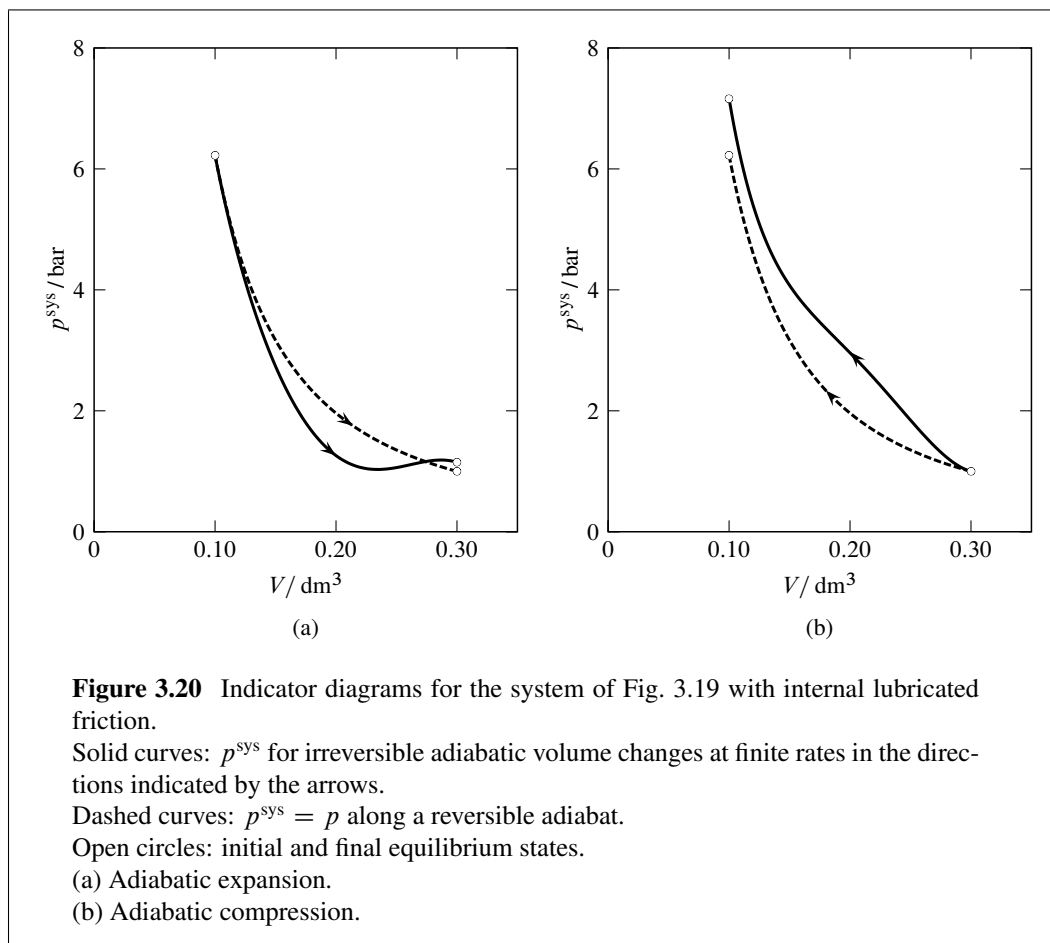 8
6
4
2
0
p^sys/bar
0
0.10
0.20
0.30
V/ dm³
(a)
8
6
4
2
0
p^sys/bar
0
0.10
0.20
0.30
V/ dm³
(b)
Figure 3.20 Indicator diagrams for the system of Fig. 3.19 with internal lubricated
friction.
Solid curves: p^sys for irreversible adiabatic volume changes at finite rates in the direc-
tions indicated by the arrows.
Dashed curves: p^sys = p along a reversible adiabat.
Open circles: initial and final equilibrium states.
(a) Adiabatic expansion.
(b) Adiabatic compression.